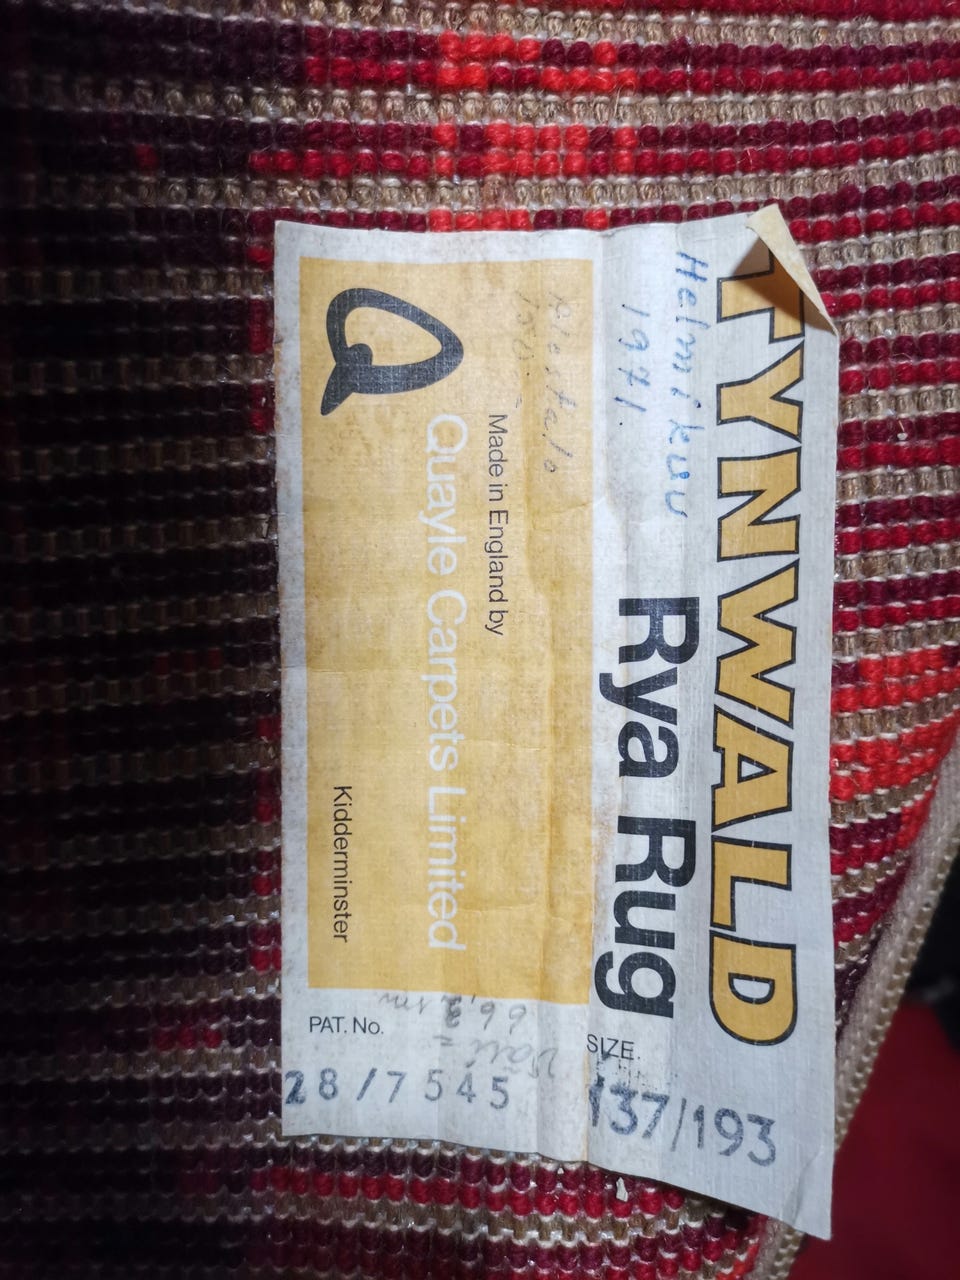 TYNWALD
Helmikuu
1971.
Rya Rug
SIZE.
137/193
Made in England by
Quayle Carpets Limited
Kidderminster
PAT. No.
28/7545